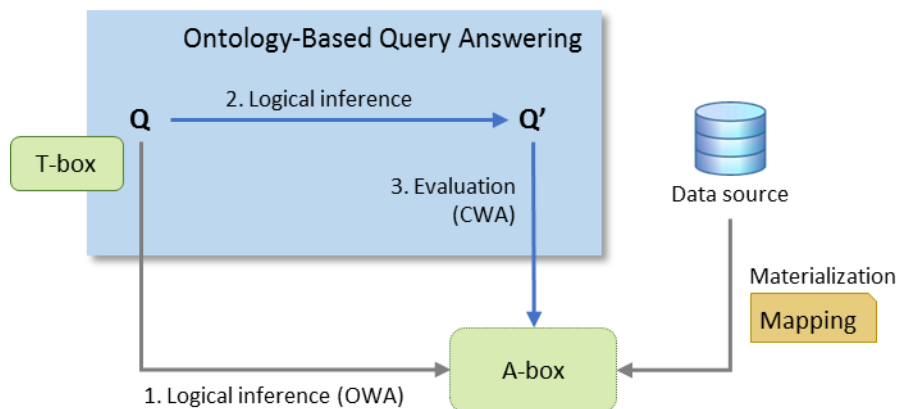 Ontology-Based Query Answering
2. Logical inference
Q
Q’
T-box
3. Evaluation
(CWA)
Data source
Materialization
Mapping
A-box
1. Logical inference (OWA)